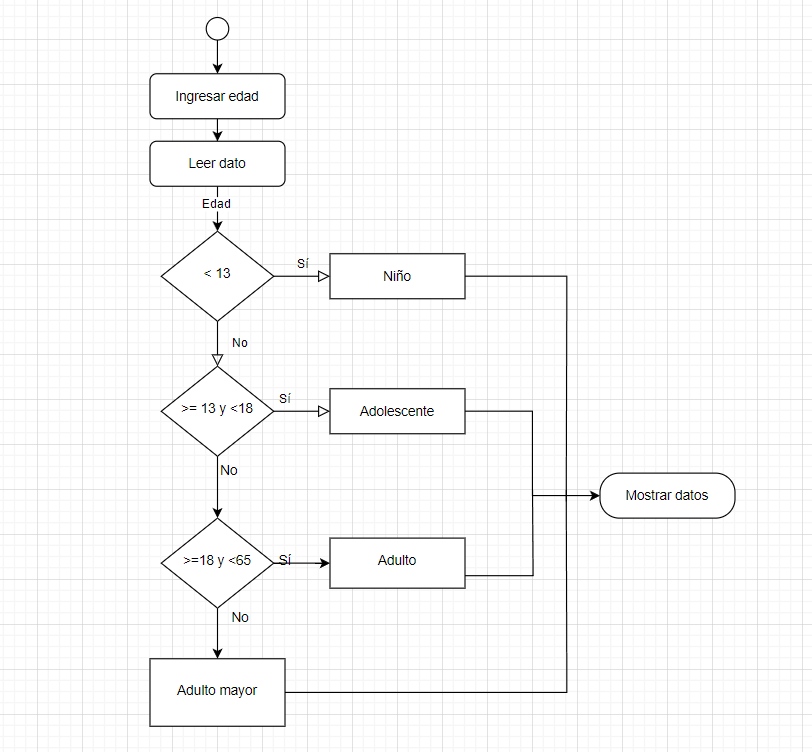 Ingresar edad
Leer dato
Edad
< 13
Sí
Niño
No
>= 13 y <18
Sí
Adolescente
No
Mostrar datos
>=18 y <65
Sí
Adulto
No
Adulto mayor